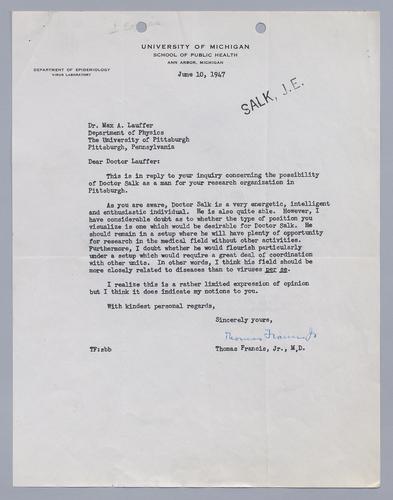 UNIVERSITY OF MICHIGAN
SCHOOL OF PUBLIC HEALTH
ANN ARBOR, MICHIGAN
DEPARTMENT OF EPIDEMIOLOGY
VIRUS LABORATORY
June 10, 1947
SALK, J.E.
Dr. Max A. Lauffer
Department of Physics
The University of Pittsburgh
Pittsburgh, Pennsylvania
Dear Doctor Lauffer:
This is in reply to your inquiry concerning the possibility
of Doctor Salk as a man for your research organization in
Pittsburgh.
As you are aware, Doctor Salk is a very energetic, intelligent
and enthusiastic individual. He is also quite able. However, I
have considerable doubt as to whether the type of position you
visualize is one which would be desirable for Doctor Salk. He
should remain in a setup where he will have plenty of opportunity
for research in the medical field without other activities.
Furthermore, I doubt whether he would flourish particularly
under a setup which would require a great deal of coordination
with other units. In other words, I think his field should be
more closely related to diseases than to viruses per se.
I realize this is a rather limited expression of opinion
but I think it does indicate my notions to you.
With kindest personal regards,
Sincerely yours,
Thomas Francis Jr
TF:sbb
Thomas Francis, Jr., M.D.